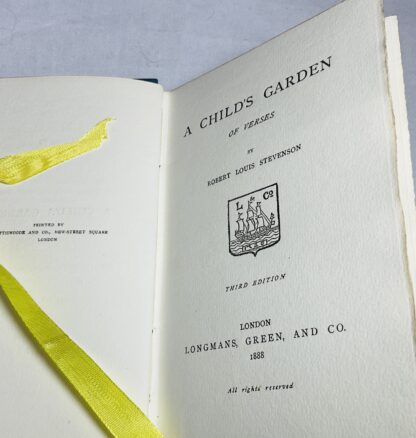 PRINTED BY
AND CO., NEW-STREET SQUARE
LONDON
A CHILD'S GARDEN
OF VERSES
BY
ROBERT LOUIS STEVENSON
L Co
THIRD EDITION
LONDON
LONGMANS, GREEN, AND CO.
1888
All rights reserved